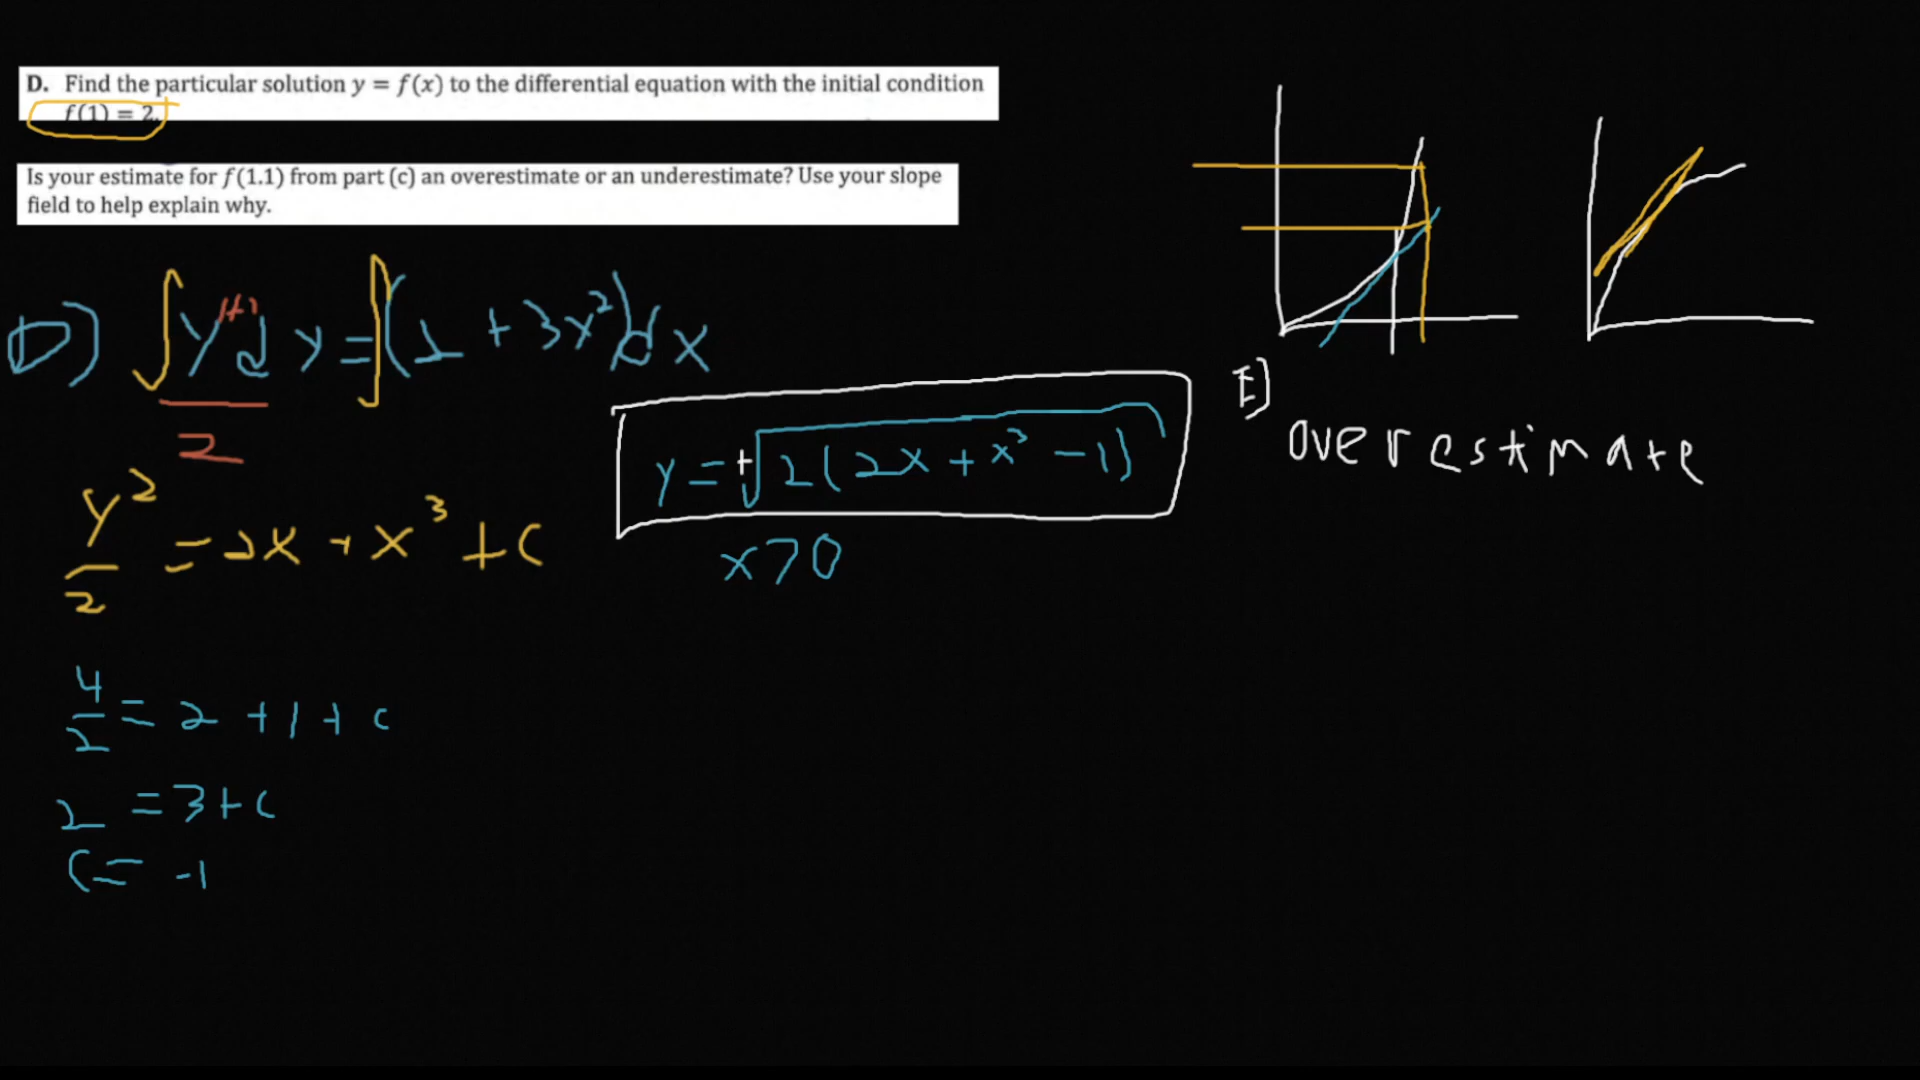 D. Find the particular solution y = f(x) to the differential equation with the initial condition
f(1) = 2.
Is your estimate for f(1.1) from part (c) an overestimate or an underestimate? Use your slope
field to help explain why.
D) ∫y¹⁺¹dy = ∫(2 + 3x²)dx
2
y²/2 = 2x + x³ + C
y = +√2(2x + x³ - 1)
x>0
4/2 = 2 + 1 + C
2 = 3 + C
C = -1
E)
overestimate